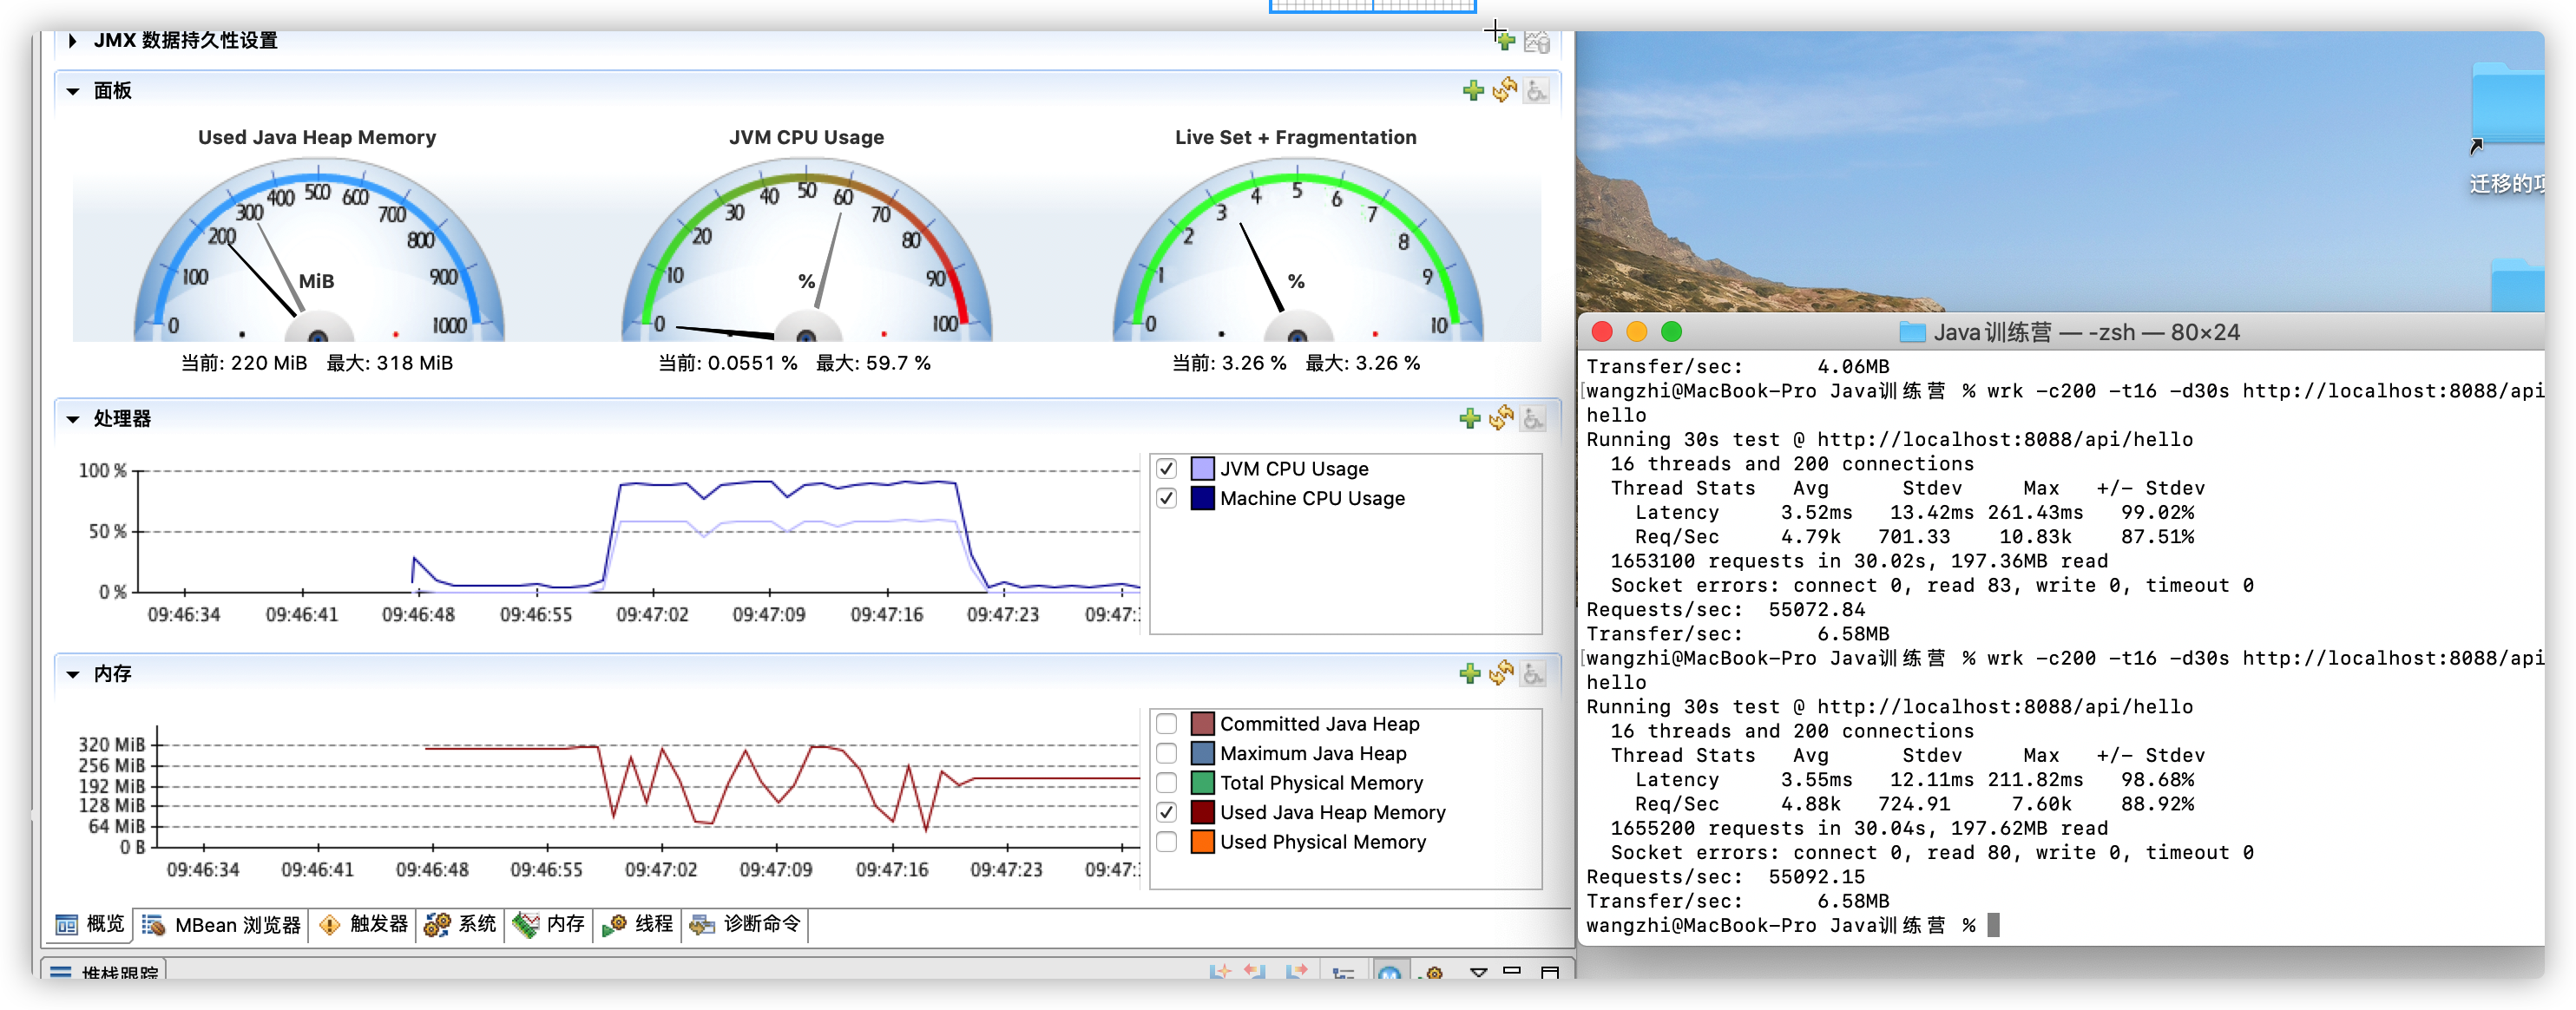 JMX 数据持久性设置
面板
Used Java Heap Memory
0 100 200 300 400 500 600 700 800 900 1000
MiB
当前: 220 MiB 最大: 318 MiB
JVM CPU Usage
0 10 20 30 40 50 60 70 80 90 100
%
当前: 0.0551 % 最大: 59.7 %
Live Set + Fragmentation
0 1 2 3 4 5 6 7 8 9 10
%
当前: 3.26 % 最大: 3.26 %
处理器
100 %
50 %
0 %
09:46:34 09:46:41 09:46:48 09:46:55 09:47:02 09:47:09 09:47:16 09:47:23 09:47:
JVM CPU Usage
Machine CPU Usage
内存
320 MiB
256 MiB
192 MiB
128 MiB
64 MiB
0 B
09:46:34 09:46:41 09:46:48 09:46:55 09:47:02 09:47:09 09:47:16 09:47:23 09:47:
Committed Java Heap
Maximum Java Heap
Total Physical Memory
Used Java Heap Memory
Used Physical Memory
概览 MBean 浏览器 触发器 系统 内存 线程 诊断命令
堆栈跟踪
迁移的项
Java训练营 — -zsh — 80×24
Transfer/sec: 4.06MB
[wangzhi@MacBook-Pro Java训练营 % wrk -c200 -t16 -d30s http://localhost:8088/api
hello
Running 30s test @ http://localhost:8088/api/hello
16 threads and 200 connections
Thread Stats Avg Stdev Max +/- Stdev
Latency 3.52ms 13.42ms 261.43ms 99.02%
Req/Sec 4.79k 701.33 10.83k 87.51%
1653100 requests in 30.02s, 197.36MB read
Socket errors: connect 0, read 83, write 0, timeout 0
Requests/sec: 55072.84
Transfer/sec: 6.58MB
[wangzhi@MacBook-Pro Java训练营 % wrk -c200 -t16 -d30s http://localhost:8088/api
hello
Running 30s test @ http://localhost:8088/api/hello
16 threads and 200 connections
Thread Stats Avg Stdev Max +/- Stdev
Latency 3.55ms 12.11ms 211.82ms 98.68%
Req/Sec 4.88k 724.91 7.60k 88.92%
1655200 requests in 30.04s, 197.62MB read
Socket errors: connect 0, read 80, write 0, timeout 0
Requests/sec: 55092.15
Transfer/sec: 6.58MB
wangzhi@MacBook-Pro Java训练营 %